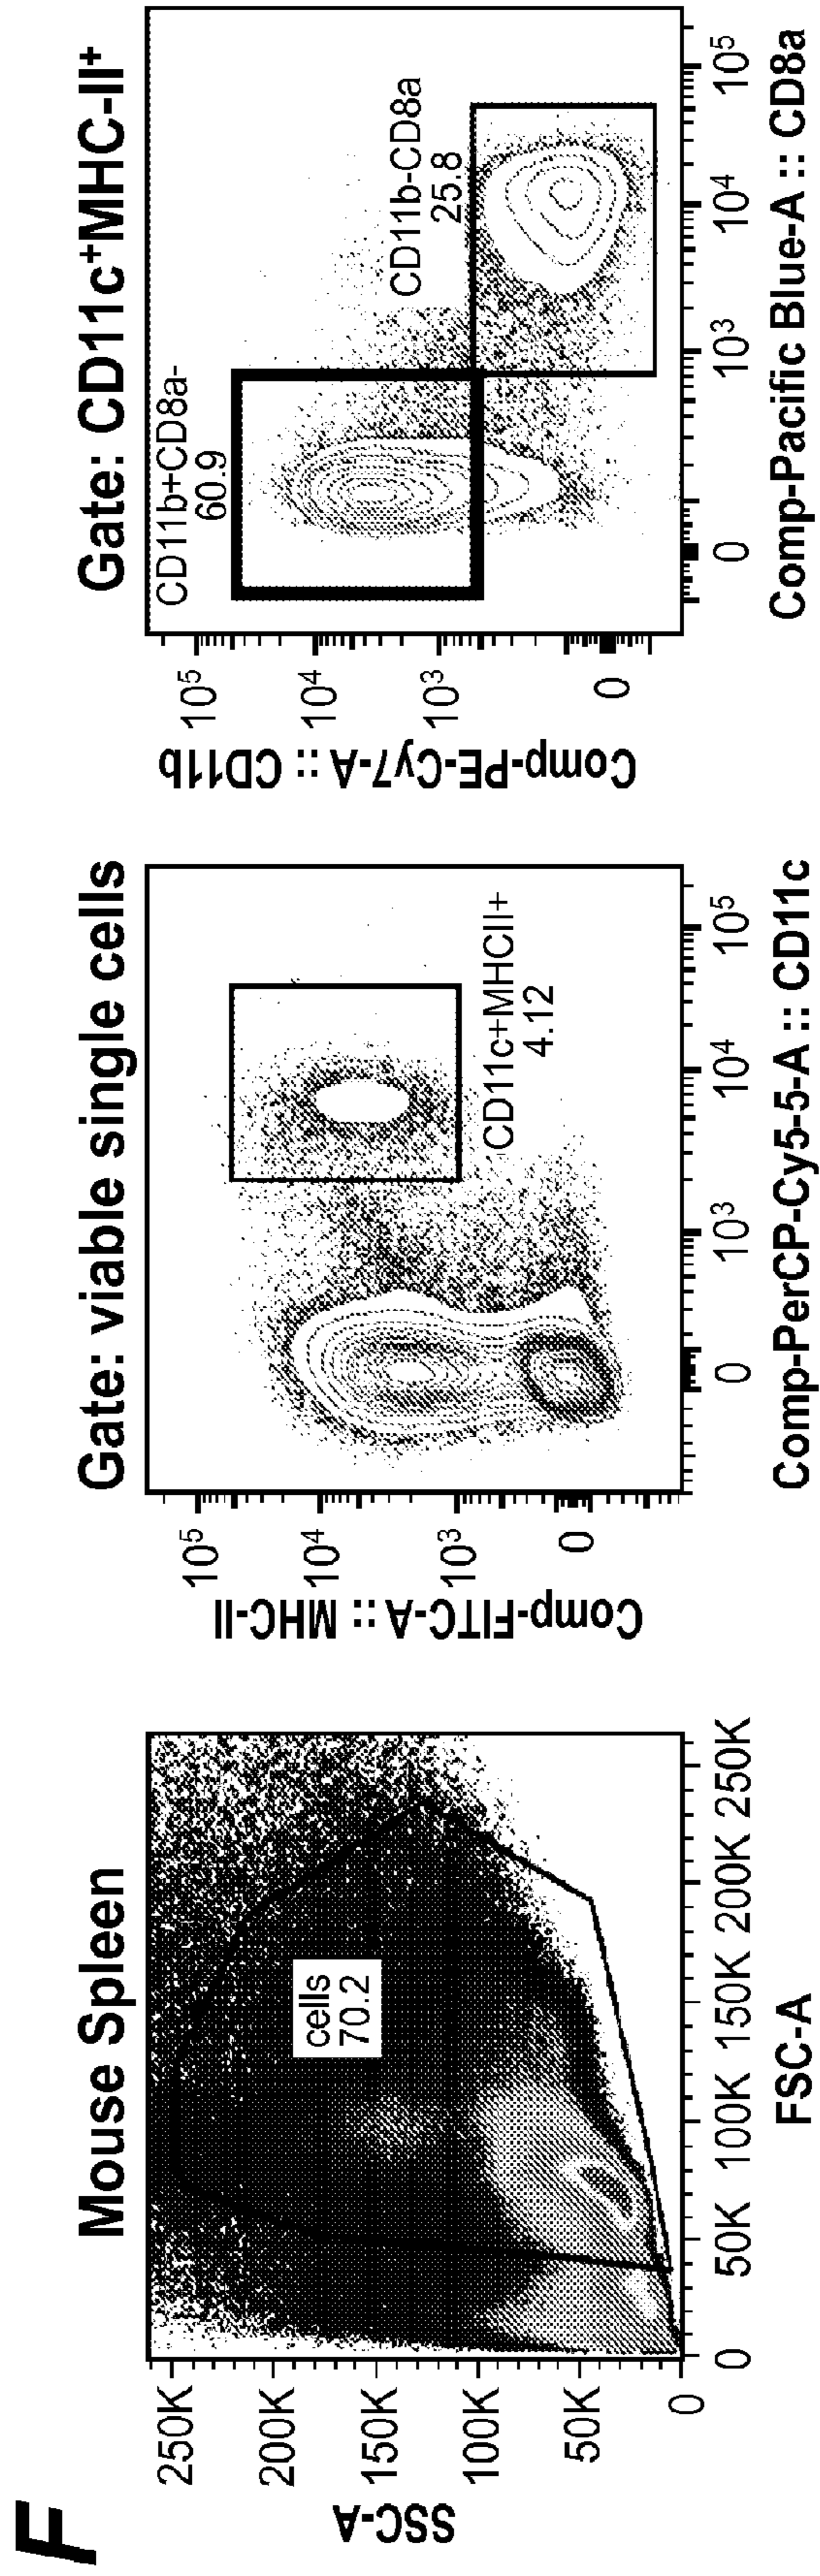 F
Mouse Spleen
cells
70.2
250K
200K
150K
100K
50K
0
SSC-A
0 50K 100K 150K 200K 250K
FSC-A
Gate: viable single cells
CD11c+MHCII+
4.12
10⁵
10⁴
10³
0
Comp-FITC-A :: MHC-II
0 10³ 10⁴ 10⁵
Comp-PerCP-Cy5-5-A :: CD11c
Gate: CD11c⁺MHC-II⁺
CD11b+CD8a-
60.9
CD11b-CD8a
25.8
10⁵
10⁴
10³
0
Comp-PE-Cy7-A :: CD11b
0 10³ 10⁴ 10⁵
Comp-Pacific Blue-A :: CD8a